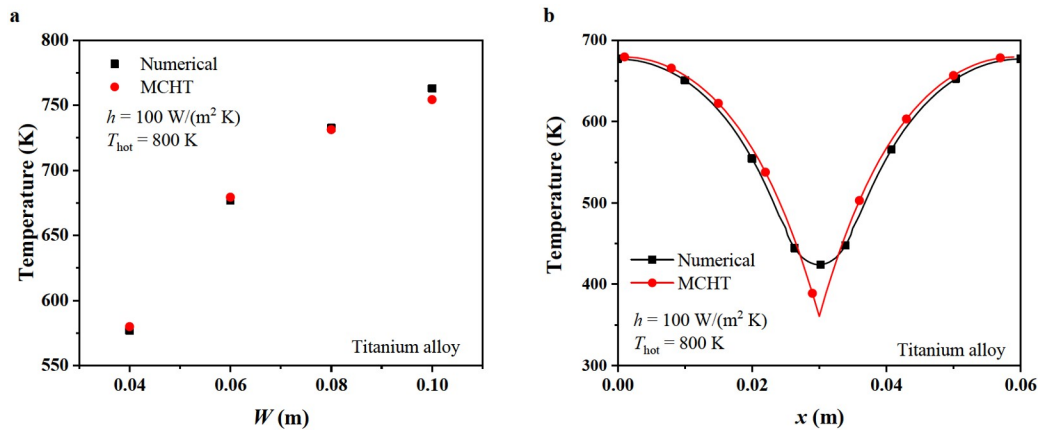 a
800
750
700
650
600
550
Temperature (K)
Numerical
MCHT
h = 100 W/(m² K)
T_hot = 800 K
Titanium alloy
0.04
0.06
0.08
0.10
W (m)
b
700
600
500
400
300
Temperature (K)
Numerical
MCHT
h = 100 W/(m² K)
T_hot = 800 K
Titanium alloy
0.00
0.02
0.04
0.06
x (m)